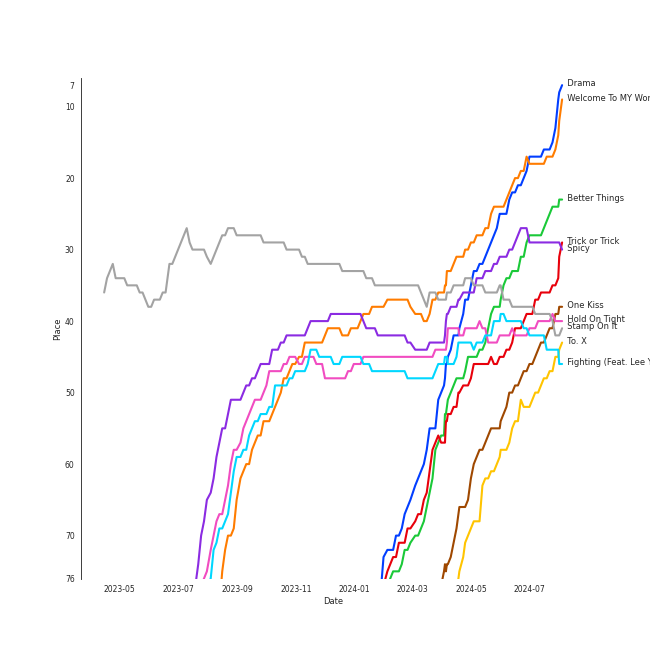 7
10
20
30
40
50
60
70
76
Place
Drama
Welcome To MY Wor
Better Things
Trick or Trick
Spicy
One Kiss
Hold On Tight
Stamp On It
To. X
Fighting (Feat. Lee Y
2023-05
2023-07
2023-09
2023-11
2024-01
2024-03
2024-05
2024-07
Date